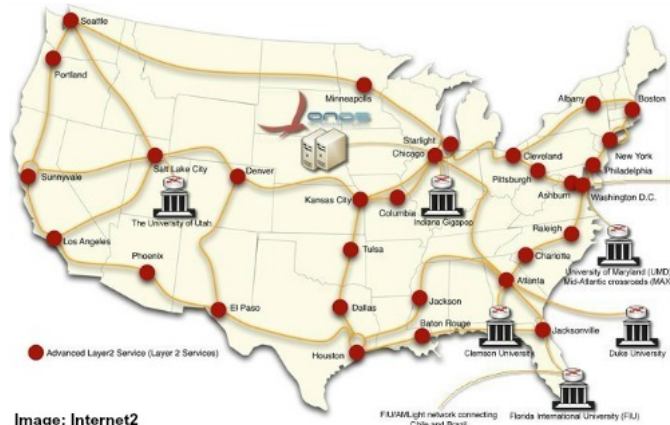 Seattle
Portland
Minneapolis
ONOS
Albany
Boston
Starlight
Chicago
Cleveland
New York
Salt Lake City
Denver
Pittsburgh
Philadelphia
Sunnyvale
Ashburn
Washington D.C.
Kansas City
Columbia
Indiana Gigapop
The University of Utah
Raleigh
Los Angeles
Tulsa
Phoenix
Charlotte
University of Maryland (UMD)
Mid-Atlantic crossroads (MAX
Atlanta
El Paso
Dallas
Jackson
Baton Rouge
Jacksonville
Advanced Layer2 Service (Layer 2 Services)
Houston
Clemson University
Duke University
FIU/AMLight network connecting
Chile and Brazil
Florida International University (FIU)
Image: Internet2